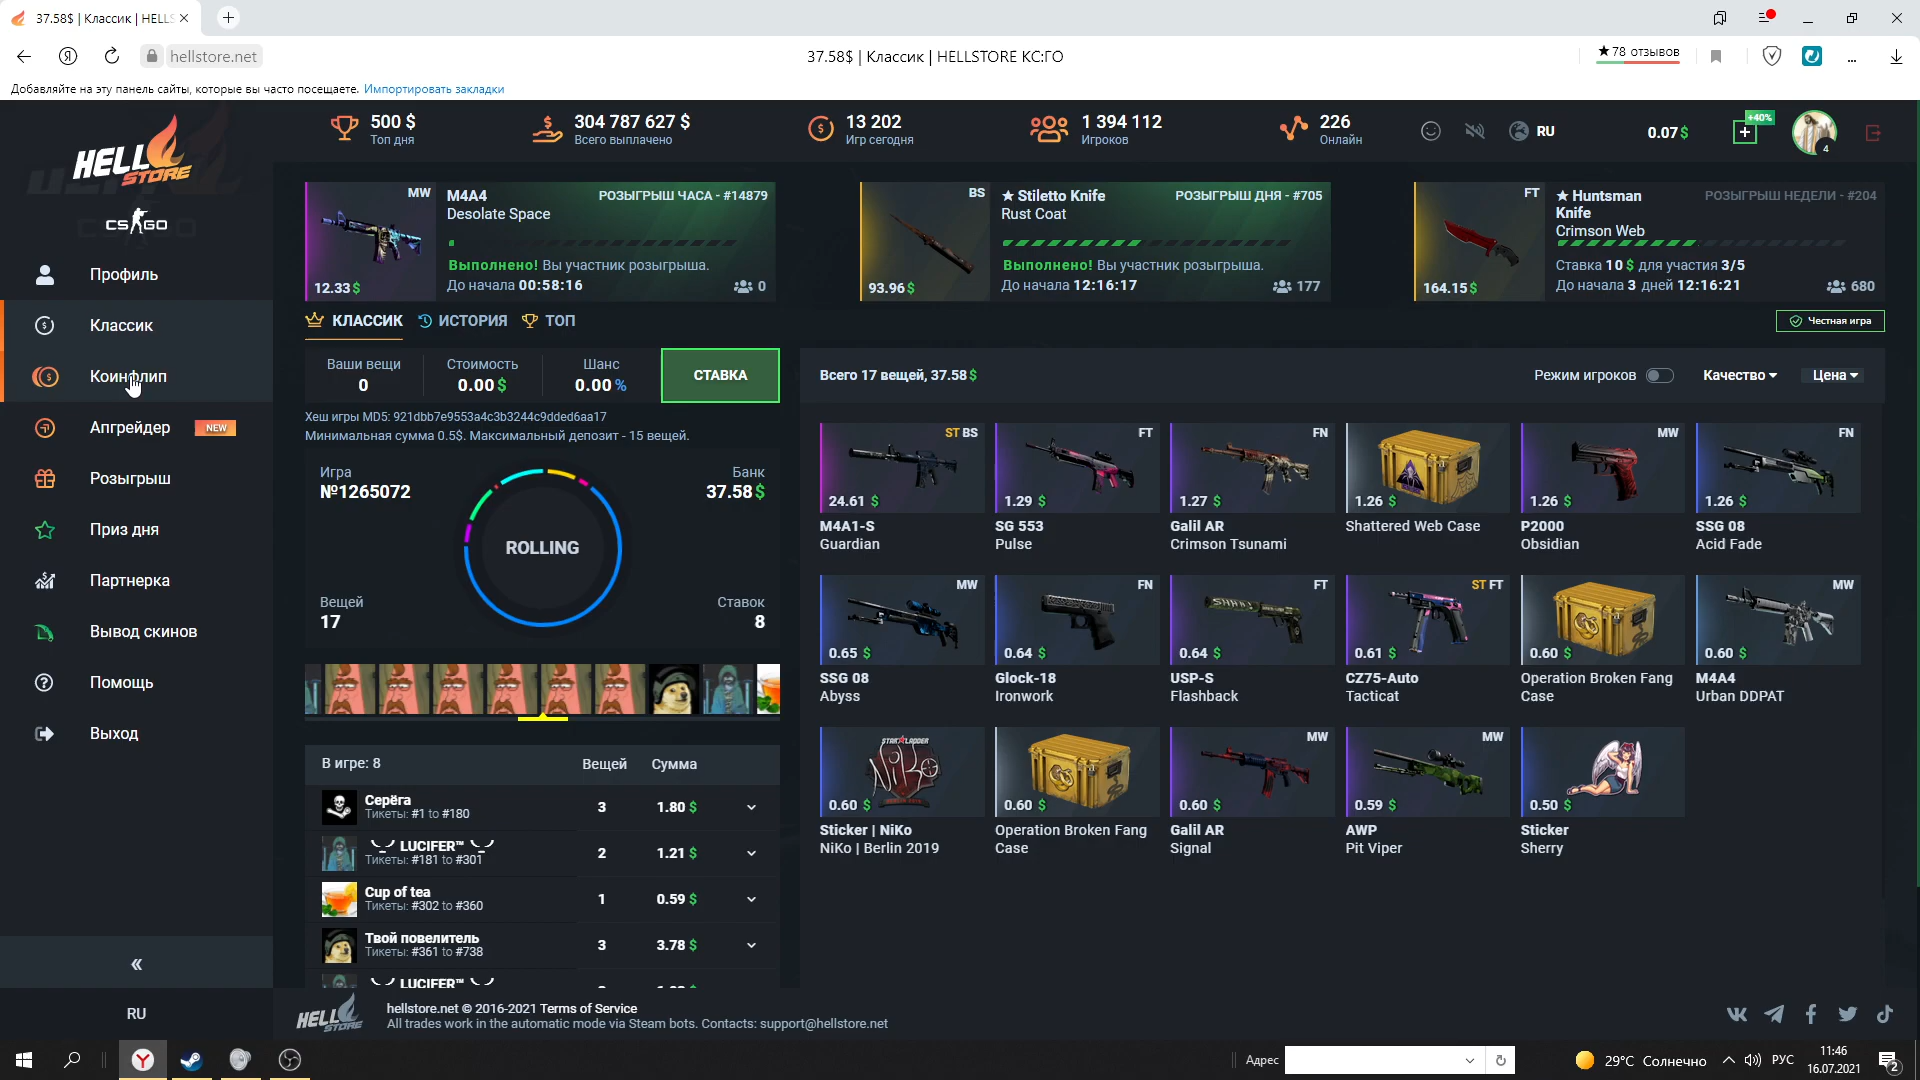 37.58$ | Классик | HELLS
hellstore.net
37.58$ | Классик | HELLSTORE КС:ГО
★78 отзывов
Добавляйте на эту панель сайты, которые вы часто посещаете. Импортировать закладки
HELL STORE
CS GO
500 $
Топ дня
304 787 627 $
Всего выплачено
13 202
Игр сегодня
1 394 112
Игроков
226
Онлайн
RU
0.07$
+40%
4
Профиль
Классик
Коинфлип
Апгрейдер NEW
Розыгрыш
Приз дня
Партнерка
Вывод скинов
Помощь
Выход
«
RU
MW
12.33$
M4A4
Desolate Space
РОЗЫГРЫШ ЧАСА - #14879
Выполнено! Вы участник розыгрыша.
До начала 00:58:16
0
BS
93.96$
★ Stiletto Knife
Rust Coat
РОЗЫГРЫШ ДНЯ - #705
Выполнено! Вы участник розыгрыша.
До начала 12:16:17
177
FT
164.15$
★ Huntsman
Knife
Crimson Web
РОЗЫГРЫШ НЕДЕЛИ - #204
Ставка 10$ для участия 3/5
До начала 3 дней 12:16:21
680
КЛАССИК
ИСТОРИЯ
ТОП
Честная игра
Ваши вещи
0
Стоимость
0.00$
Шанс
0.00%
СТАВКА
Хеш игры MD5: 921dbb7e9553a4c3b3244c9dded6aa17
Минимальная сумма 0.5$. Максимальный депозит - 15 вещей.
Игра
№1265072
Банк
37.58$
ROLLING
Вещей
17
Ставок
8
В игре: 8 Вещей Сумма
Серёга
Тикеты: #1 to #180
3 1.80 $
LUCIFER™
Тикеты: #181 to #301
2 1.21 $
Cup of tea
Тикеты: #302 to #360
1 0.59 $
Твой повелитель
Тикеты: #361 to #738
3 3.78 $
LUCIFER™
Всего 17 вещей, 37.58$
Режим игроков
Качество
Цена
ST BS
24.61 $
M4A1-S
Guardian
FT
1.29 $
SG 553
Pulse
FN
1.27 $
Galil AR
Crimson Tsunami
1.26 $
Shattered Web Case
MW
1.26 $
P2000
Obsidian
FN
1.26 $
SSG 08
Acid Fade
MW
0.65 $
SSG 08
Abyss
FN
0.64 $
Glock-18
Ironwork
FT
0.64 $
USP-S
Flashback
ST FT
0.61 $
CZ75-Auto
Tacticat
0.60 $
Operation Broken Fang
Case
MW
0.60 $
M4A4
Urban DDPAT
STAR LADDER
NiKo
0.60 $
Sticker | NiKo
NiKo | Berlin 2019
0.60 $
Operation Broken Fang
Case
MW
0.60 $
Galil AR
Signal
MW
0.59 $
AWP
Pit Viper
0.50 $
Sticker
Sherry
HELL STORE
hellstore.net © 2016-2021 Terms of Service
All trades work in the automatic mode via Steam bots. Contacts: support@hellstore.net
Адрес
29°C Солнечно
РУС
11:46
16.07.2021
2